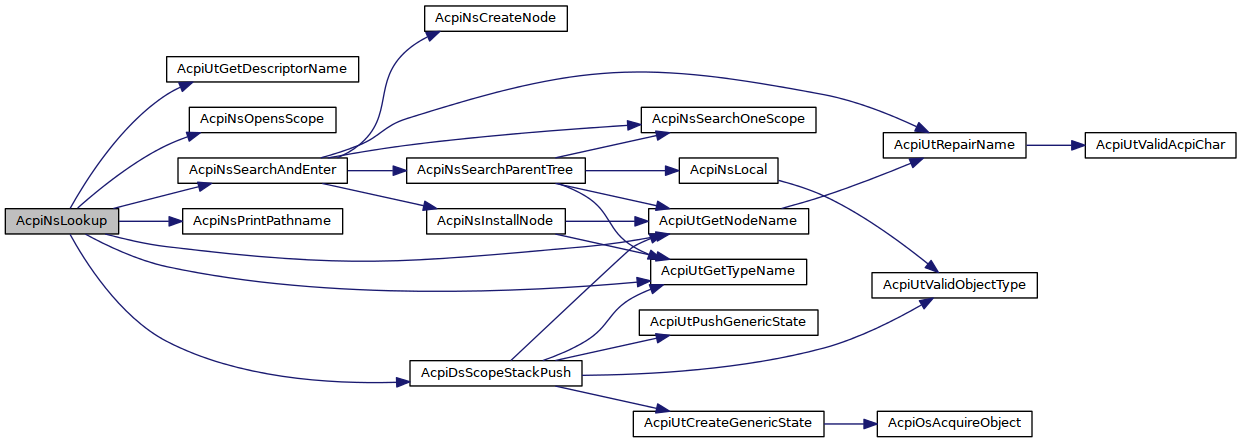 AcpiNsCreateNode
AcpiUtGetDescriptorName
AcpiNsOpensScope
AcpiNsSearchOneScope
AcpiUtRepairName
AcpiUtValidAcpiChar
AcpiNsSearchAndEnter
AcpiNsSearchParentTree
AcpiNsLocal
AcpiNsLookup
AcpiNsPrintPathname
AcpiNsInstallNode
AcpiUtGetNodeName
AcpiUtGetTypeName
AcpiUtValidObjectType
AcpiUtPushGenericState
AcpiDsScopeStackPush
AcpiUtCreateGenericState
AcpiOsAcquireObject